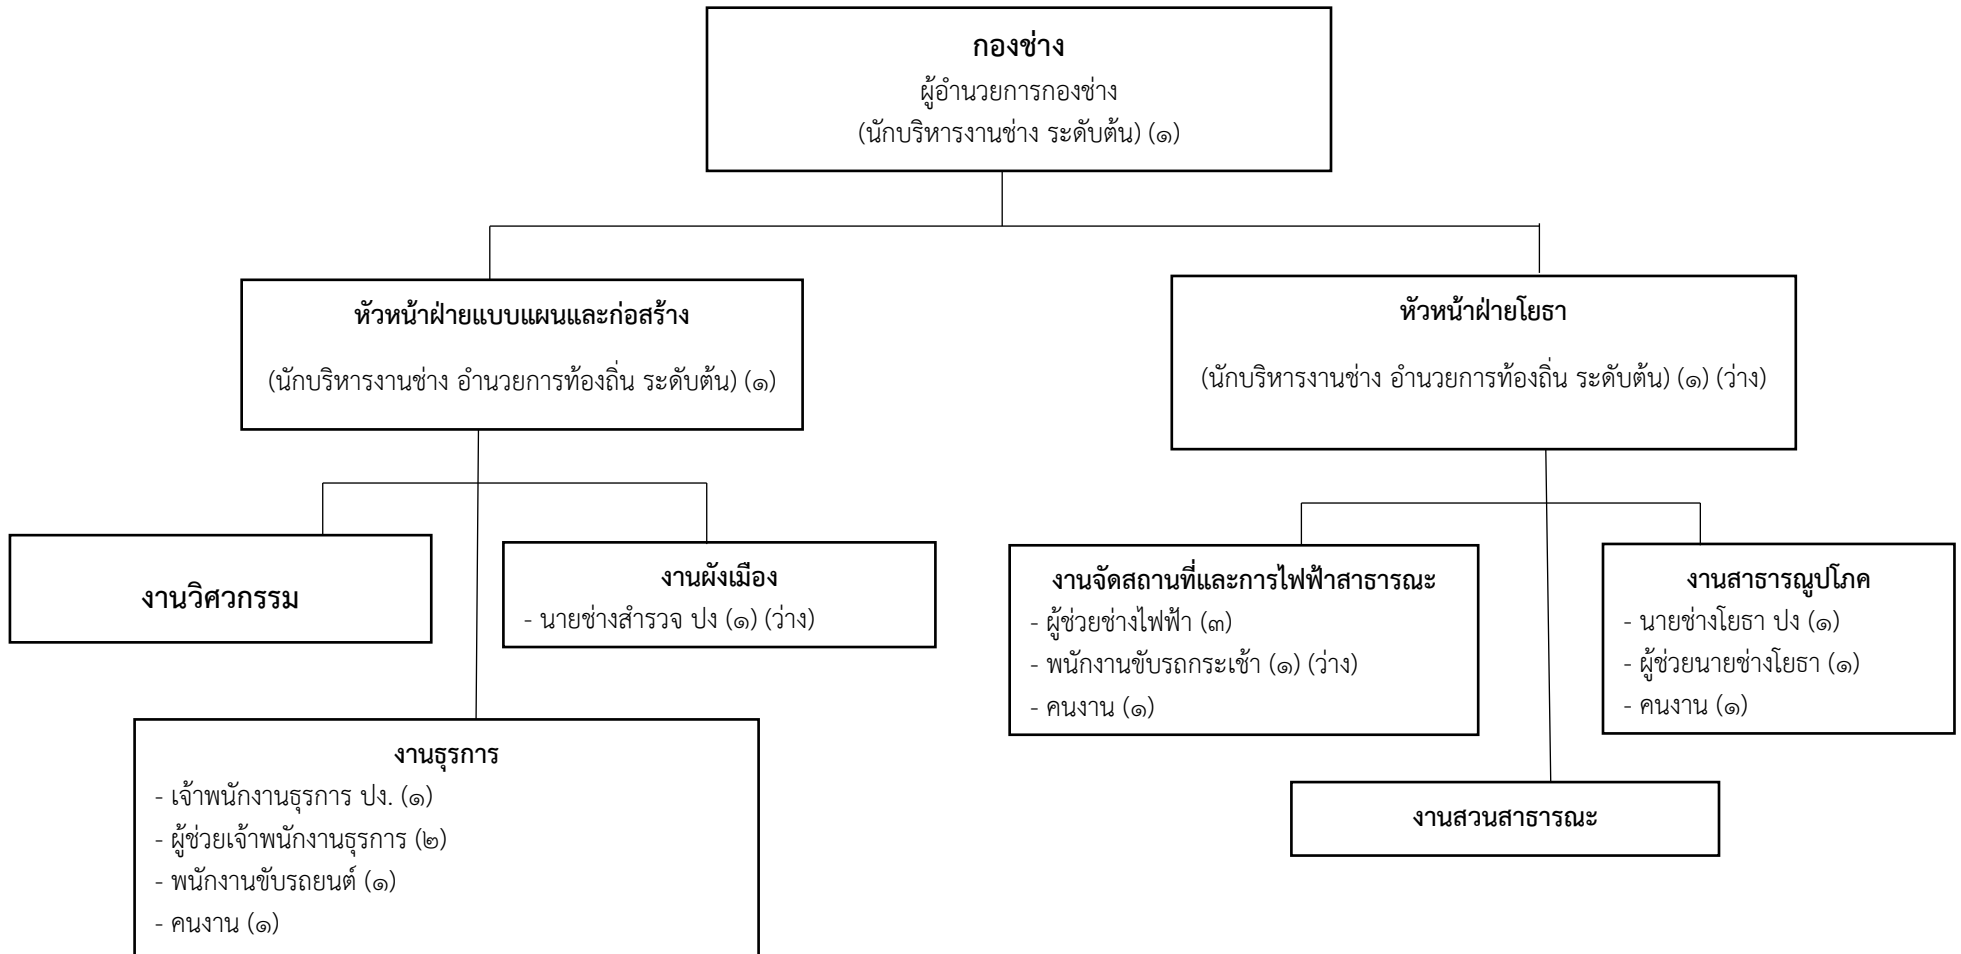 กองช่าง
ผู้อำนวยการกองช่าง
(นักบริหารงานช่าง ระดับต้น) (๑)
หัวหน้าฝ่ายแบบแผนและก่อสร้าง
(นักบริหารงานช่าง อำนวยการท้องถิ่น ระดับต้น) (๑)
หัวหน้าฝ่ายโยธา
(นักบริหารงานช่าง อำนวยการท้องถิ่น ระดับต้น) (๑) (ว่าง)
งานวิศวกรรม
งานผังเมือง
- นายช่างสำรวจ ปง (๑) (ว่าง)
งานจัดสถานที่และการไฟฟ้าสาธารณะ
- ผู้ช่วยช่างไฟฟ้า (๓)
- พนักงานขับรถกระเช้า (๑) (ว่าง)
- คนงาน (๑)
งานสาธารณูปโภค
- นายช่างโยธา ปง (๑)
- ผู้ช่วยนายช่างโยธา (๑)
- คนงาน (๑)
งานธุรการ
- เจ้าพนักงานธุรการ ปง. (๑)
- ผู้ช่วยเจ้าพนักงานธุรการ (๒)
- พนักงานขับรถยนต์ (๑)
- คนงาน (๑)
งานสวนสาธารณะ